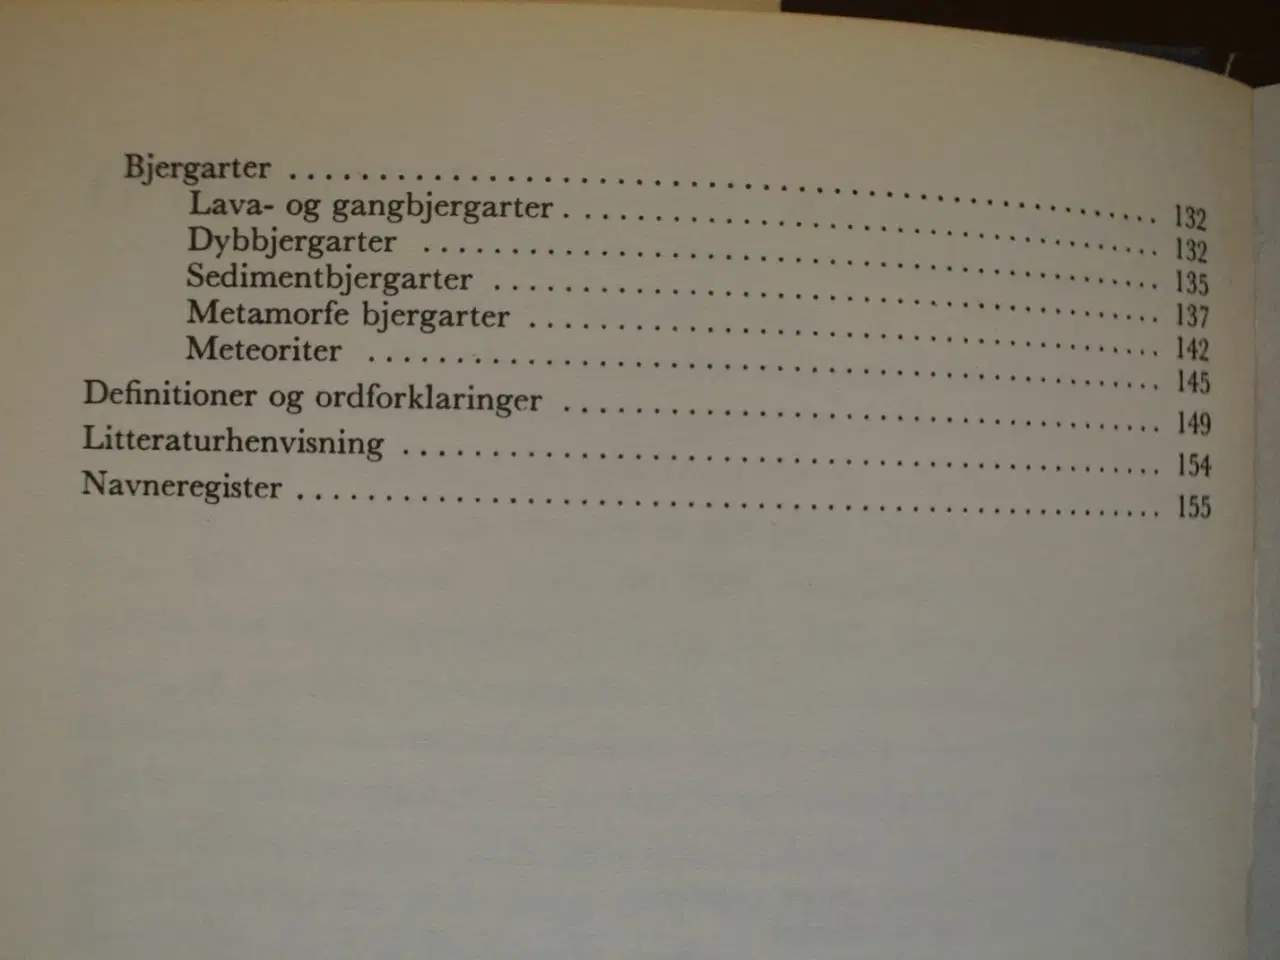 Bjergarter . . . . . . . . . . . . . . . . . . . . . . . . . . . . . . . . . . . . . . . . . . . . . . . . . . 132
Lava- og gangbjergarter . . . . . . . . . . . . . . . . . . . . . . . . . . . . . . . . . . 132
Dybbjergarter . . . . . . . . . . . . . . . . . . . . . . . . . . . . . . . . . . . . . . . . . . 135
Sedimentbjergarter . . . . . . . . . . . . . . . . . . . . . . . . . . . . . . . . . . . . . . 137
Metamorfe bjergarter . . . . . . . . . . . . . . . . . . . . . . . . . . . . . . . . . . . . 142
Meteoriter . . . . . . . . . . . . . . . . . . . . . . . . . . . . . . . . . . . . . . . . . . . . . 145
Definitioner og ordforklaringer . . . . . . . . . . . . . . . . . . . . . . . . . . . . . . . . . . 149
Litteraturhenvisning . . . . . . . . . . . . . . . . . . . . . . . . . . . . . . . . . . . . . . . . . . . 154
Navneregister . . . . . . . . . . . . . . . . . . . . . . . . . . . . . . . . . . . . . . . . . . . . . . . . . 155